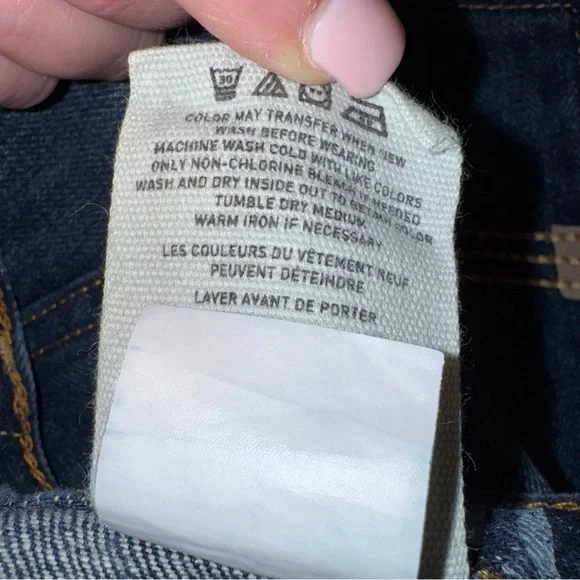 30
COLOR MAY TRANSFER WHEN NEW
WASH BEFORE WEARING
MACHINE WASH COLD WITH LIKE COLORS
ONLY NON-CHLORINE BLEACH IF NEEDED
WASH AND DRY INSIDE OUT TO RETAIN COLOR
TUMBLE DRY MEDIUM
WARM IRON IF NECESSARY
LES COULEURS DU VÊTEMENT NEUF
PEUVENT DÉTEINDRE
LAVER AVANT DE PORTER